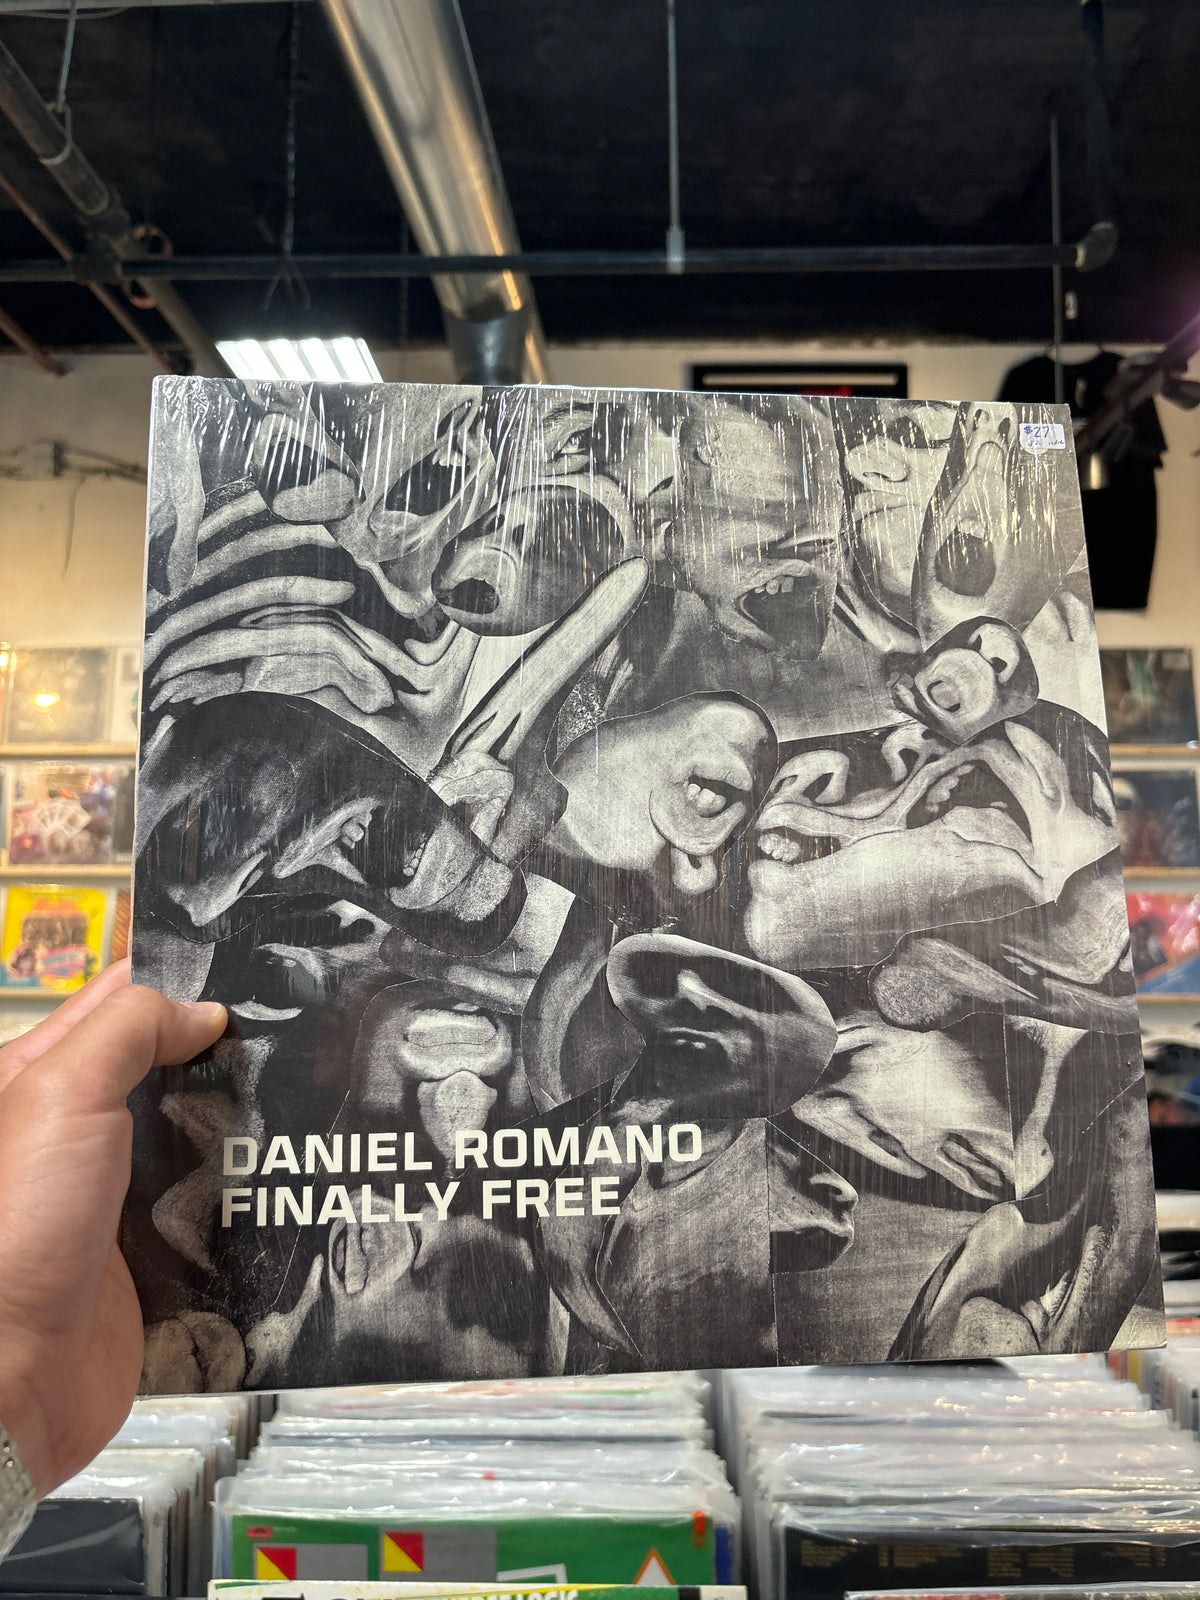 $27
DANIEL ROMANO
FINALLY FREE